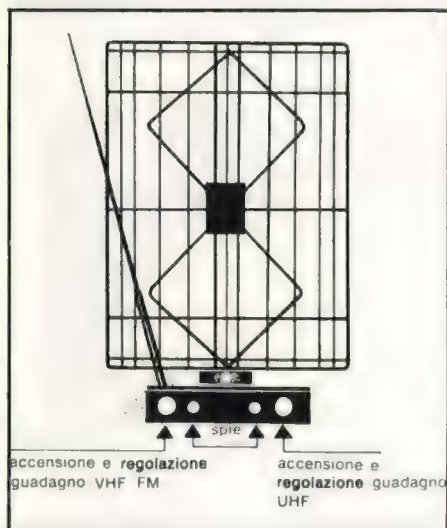 spie
accensione e regolazione
guadagno VHF FM
accensione e
regolazione guadagno
UHF